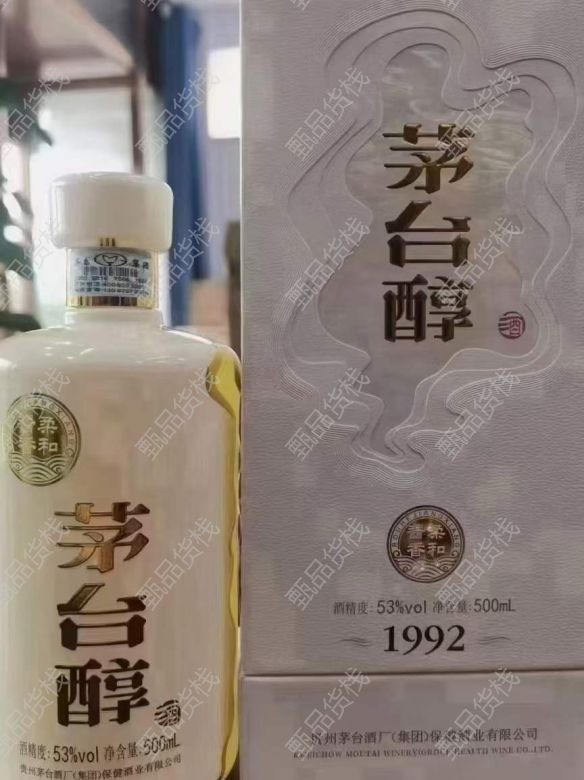 茅台醇
酒
柔和
酱香
酒精度:53%vol 净含量:500mL
1992
贵州茅台酒厂(集团)保健酒业有限公司
KWEICHOW MOUTAI WINERY(GROUP)HEALTH WINE CO.,LTD.
柔和
酱香
茅台醇
酒
酒精度:53%vol 净含量:500mL
贵州茅台酒厂(集团)保健酒业有限公司
甄品货栈